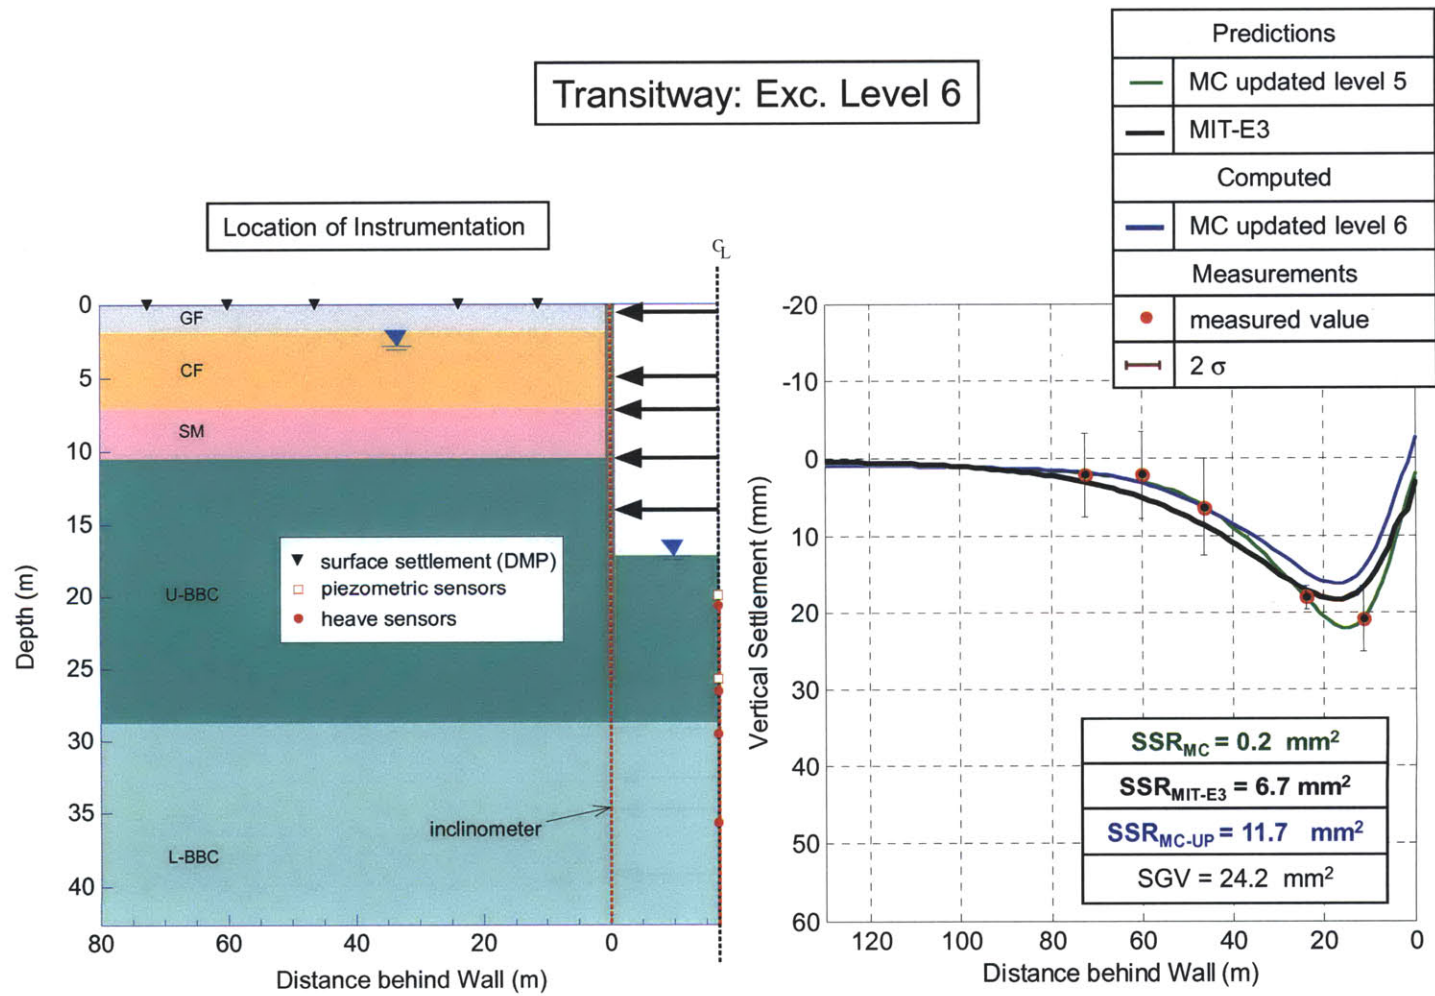 Transitway: Exc. Level 6
Predictions
MC updated level 5
MIT-E3
Computed
MC updated level 6
Measurements
measured value
2 σ
Location of Instrumentation
CL
0
5
10
15
20
25
30
35
40
Depth (m)
GF
CF
SM
U-BBC
L-BBC
surface settlement (DMP)
piezometric sensors
heave sensors
inclinometer
80
60
40
20
0
Distance behind Wall (m)
-20
-10
0
10
20
30
40
50
60
Vertical Settlement (mm)
SSR_MC = 0.2 mm²
SSR_MIT-E3 = 6.7 mm²
SSR_MC-UP = 11.7 mm²
SGV = 24.2 mm²
120
100
80
60
40
20
0
Distance behind Wall (m)